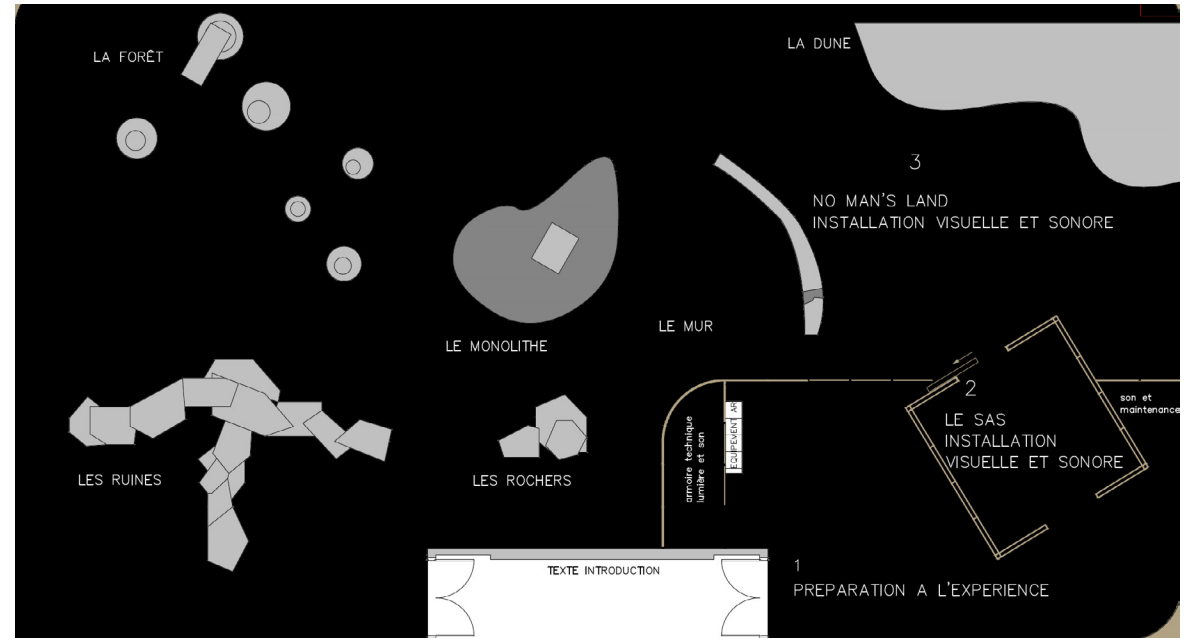 LA FORÊT
LA DUNE
3
NO MAN'S LAND
INSTALLATION VISUELLE ET SONORE
LE MUR
LE MONOLITHE
2
LE SAS
INSTALLATION
VISUELLE ET SONORE
son et
maintenance
armoire technique
lumière et son
EQUIPEMENT AR
LES RUINES
LES ROCHERS
TEXTE INTRODUCTION
1
PREPARATION A L'EXPERIENCE